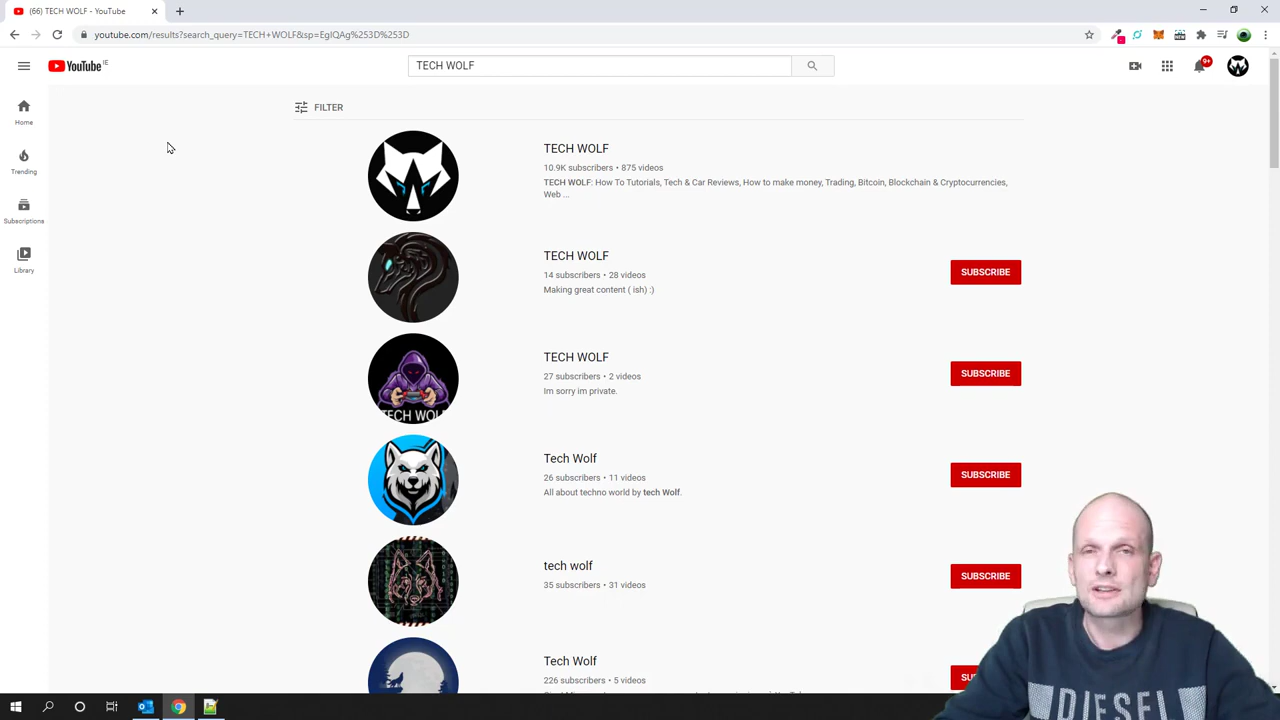 (66) TECH WOLF - YouTube
youtube.com/results?search_query=TECH+WOLF&sp=EgIQAg%253D%253D
YouTube IE
TECH WOLF
9+
Home
Trending
Subscriptions
Library
FILTER
TECH WOLF
10.9K subscribers • 875 videos
TECH WOLF: How To Tutorials, Tech & Car Reviews, How to make money, Trading, Bitcoin, Blockchain & Cryptocurrencies,
Web ...
TECH WOLF
14 subscribers • 28 videos
Making great content ( ish) :)
SUBSCRIBE
TECH WOLF
TECH WOLF
27 subscribers • 2 videos
Im sorry im private.
SUBSCRIBE
Tech Wolf
26 subscribers • 11 videos
All about techno world by tech Wolf.
SUBSCRIBE
tech wolf
35 subscribers • 31 videos
SUBSCRIBE
Tech Wolf
226 subscribers • 5 videos
DIESEL